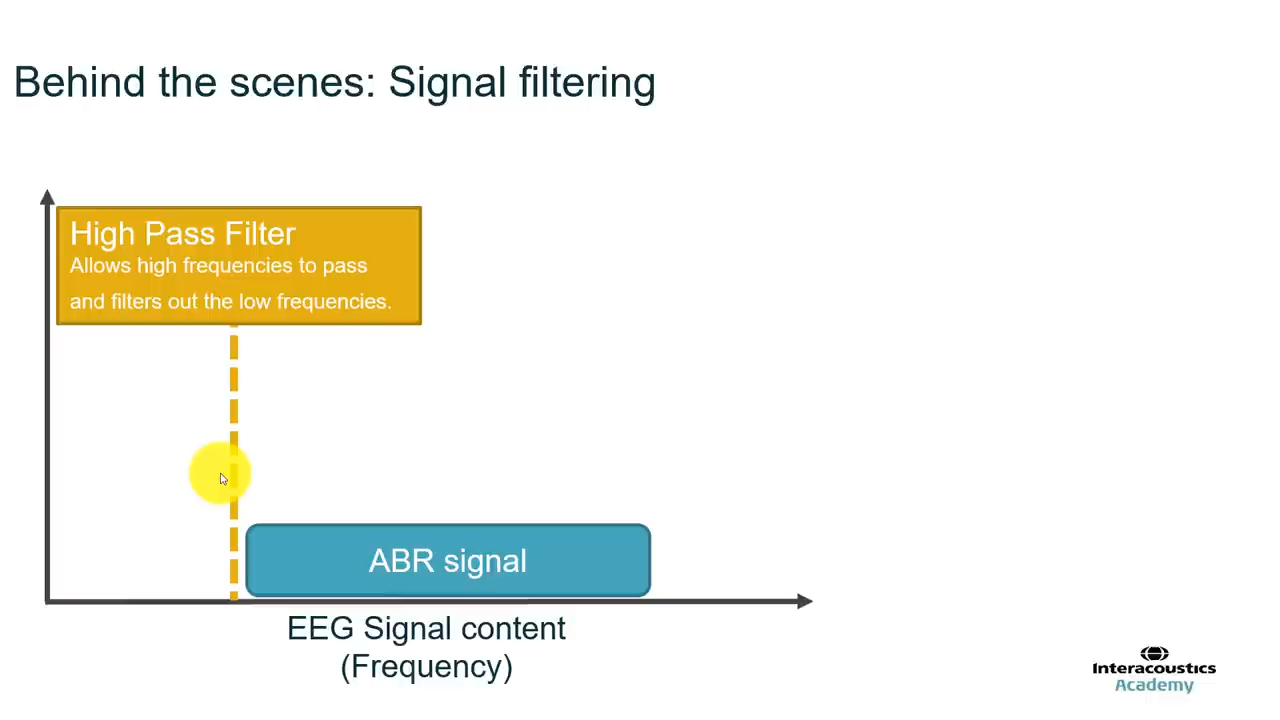 Behind the scenes: Signal filtering
High Pass Filter
Allows high frequencies to pass
and filters out the low frequencies.
ABR signal
EEG Signal content
(Frequency)
Interacoustics
Academy